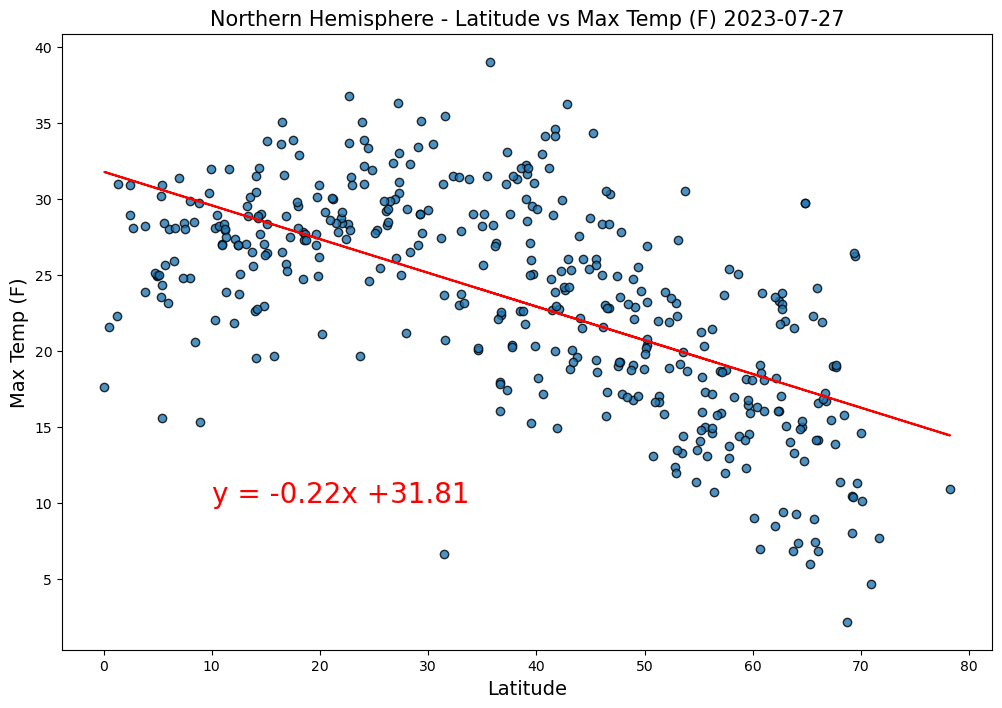 Northern Hemisphere - Latitude vs Max Temp (F) 2023-07-27
Max Temp (F)
40
35
30
25
20
15
10
5
y = -0.22x +31.81
0 10 20 30 40 50 60 70 80
Latitude